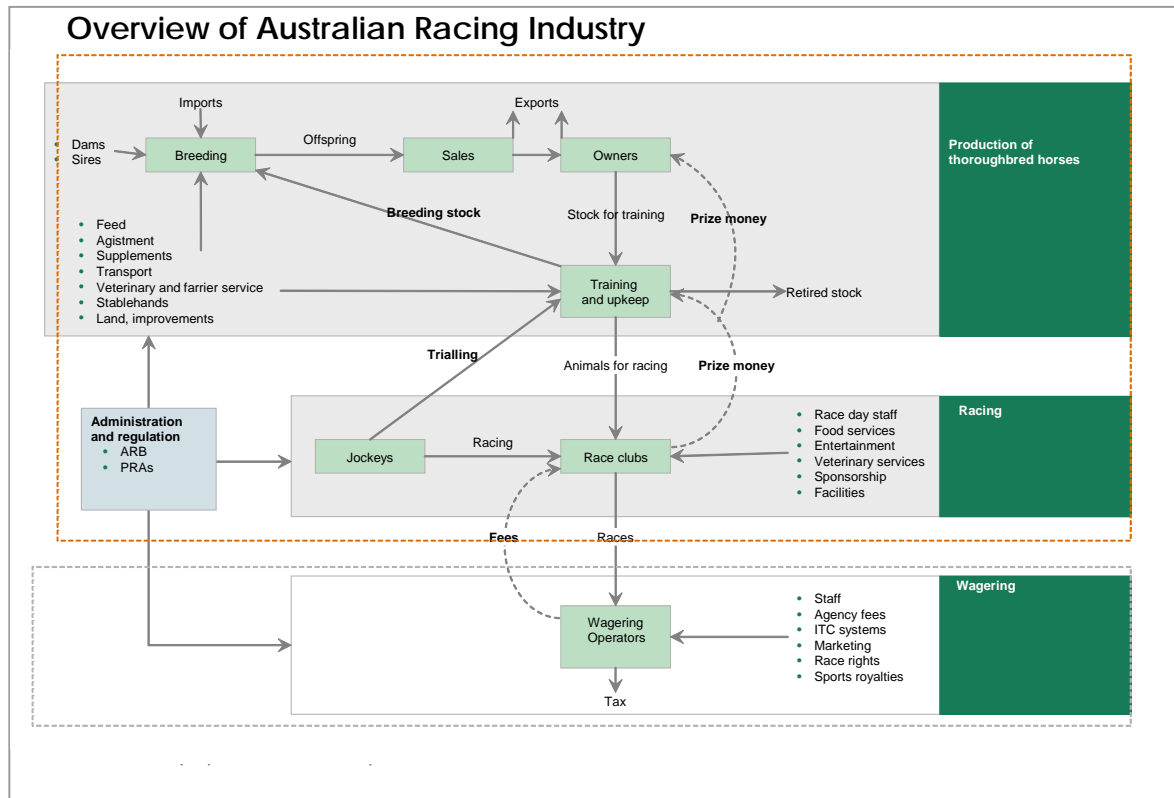 Overview of Australian Racing Industry
Imports
Exports
Dams
Sires
Breeding
Offspring
Sales
Owners
Production of
thoroughbred horses
Breeding stock
Stock for training
Prize money
Feed
Agistment
Supplements
Transport
Veterinary and farrier service
Stablehands
Land, improvements
Training
and upkeep
Retired stock
Trialling
Animals for racing
Prize money
Administration
and regulation
ARB
PRAs
Jockeys
Racing
Race clubs
Race day staff
Food services
Entertainment
Veterinary services
Sponsorship
Facilities
Racing
Fees
Races
Wagering
Operators
Staff
Agency fees
ITC systems
Marketing
Race rights
Sports royalties
Wagering
Tax